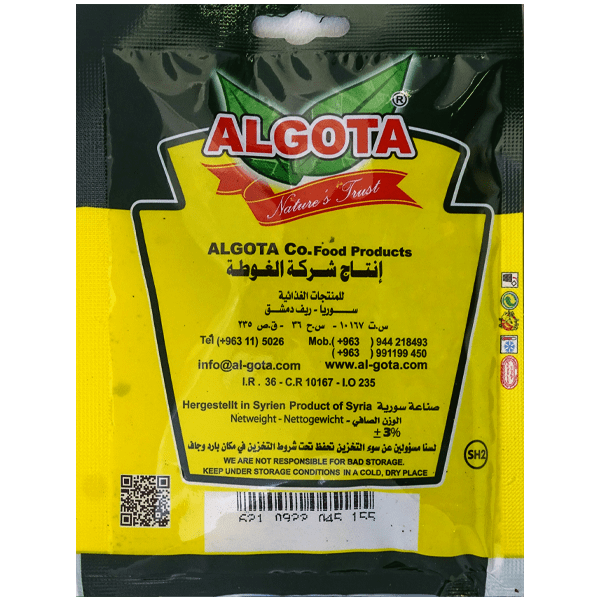 ALGOTA ®
Nature's Trust
ALGOTA Co. Food Products
إنتاج شركة الغوطة
للمنتجات الغذائية
سوريا - ريف دمشق
س.ت ١٠١٦٧ - س.ح ٣٦ - ق.ص ٢٣٥
Tel (+963 11) 5026 Mob.(+963 ) 944 218493
(+963 ) 991199 450
info@al-gota.com www.al-gota.com
I.R . 36 - C.R 10167 - I.O 235
Hergestellt in Syrien Product of Syria صناعة سورية
Netweight - Nettogewicht - الوزن الصافي
± 3%
لسنا مسؤولين عن سوء التخزين تحفظ تحت شروط التخزين في مكان بارد وجاف
WE ARE NOT RESPONSIBLE FOR BAD STORAGE.
KEEP UNDER STORAGE CONDITIONS IN A COLD, DRY PLACE
SH2
621 0922 045 155